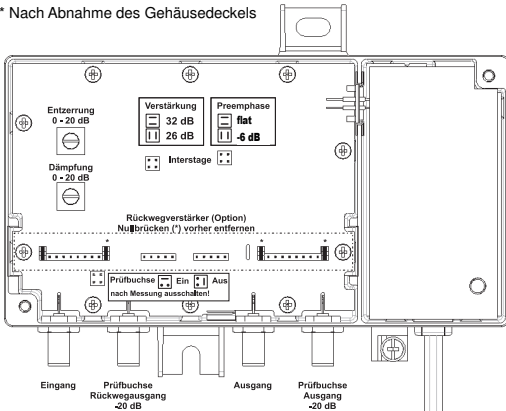 * Nach Abnahme des Gehäusedeckels
Entzerrung
0 - 20 dB
Verstärkung
32 dB
26 dB
Preemphase
flat
-6 dB
Interstage
Dämpfung
0 - 20 dB
Rückwegverstärker (Option)
Nullbrücken (*) vorher entfernen
* *
Prüfbuchse Ein Aus
nach Messung ausschalten!
Eingang
Prüfbuchse
Rückwegausgang
-20 dB
Ausgang
Prüfbuchse
Ausgang
-20 dB